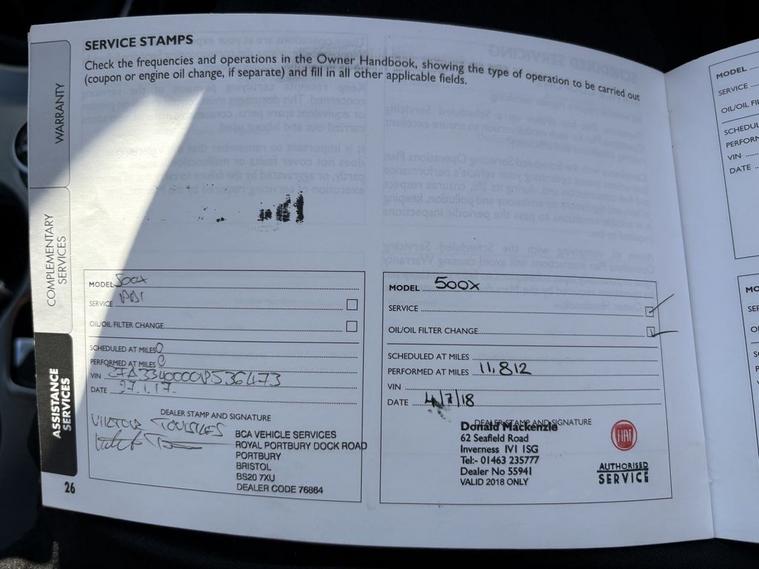 SERVICE STAMPS
Check the frequencies and operations in the Owner Handbook, showing the type of operation to be carried out
(coupon or engine oil change, if separate) and fill in all other applicable fields.
WARRANTY
COMPLEMENTARY
SERVICES
ASSISTANCE
SERVICES
MODEL 500X
SERVICE PDI
OIL/OIL FILTER CHANGE
SCHEDULED AT MILES 0
PERFORMED AT MILES 0
VIN
DATE 27.1.17.
DEALER STAMP AND SIGNATURE
BCA VEHICLE SERVICES
ROYAL PORTBURY DOCK ROAD
PORTBURY
BRISTOL
BS20 7XU
DEALER CODE 76864
26
MODEL 500X
SERVICE
OIL/OIL FILTER CHANGE
SCHEDULED AT MILES
PERFORMED AT MILES 11,812
VIN
DATE 4/7/18
DEALER STAMP AND SIGNATURE
Donald Mackenzie
62 Seafield Road
Inverness IV1 1SG
Tel:- 01463 235777
Dealer No 55941
VALID 2018 ONLY
FIAT
AUTHORISED
SERVICE
MODEL
SERVICE
VIN
DATE